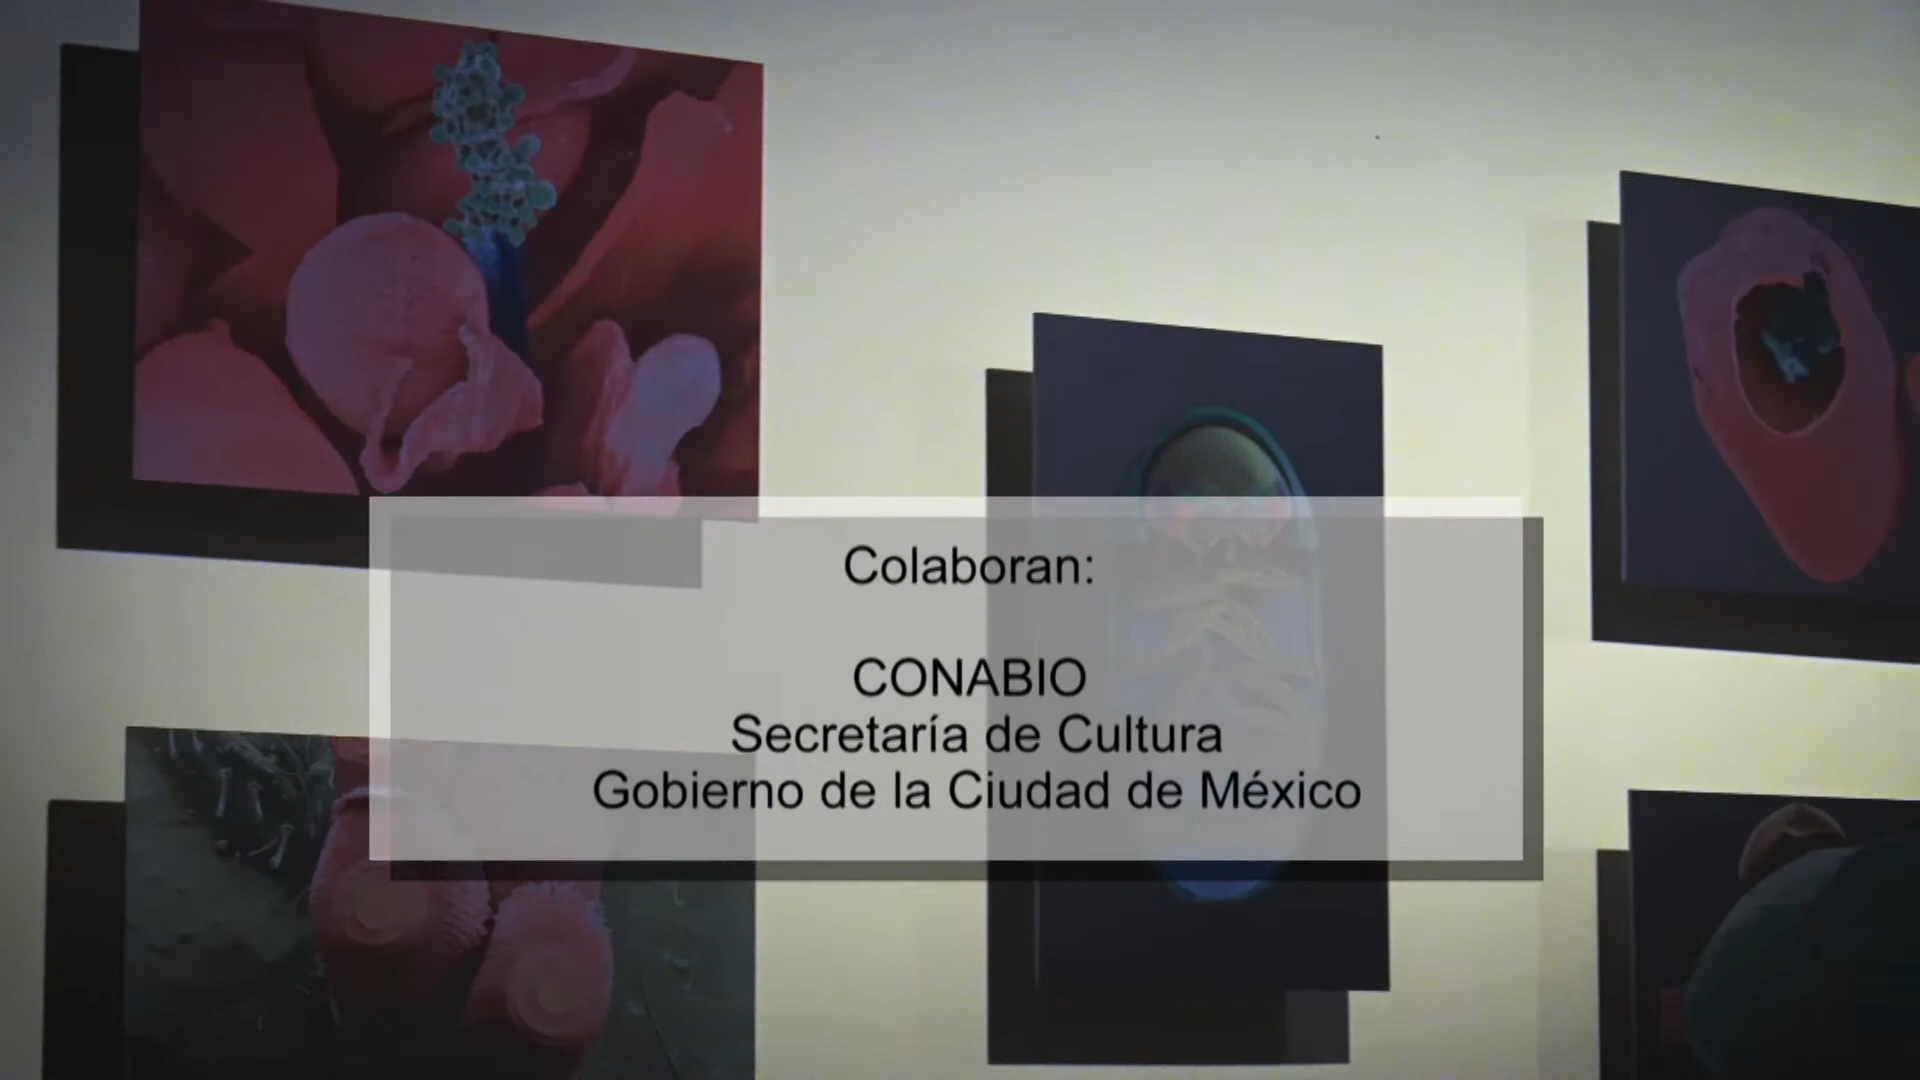 Colaboran:
CONABIO
Secretaría de Cultura
Gobierno de la Ciudad de México